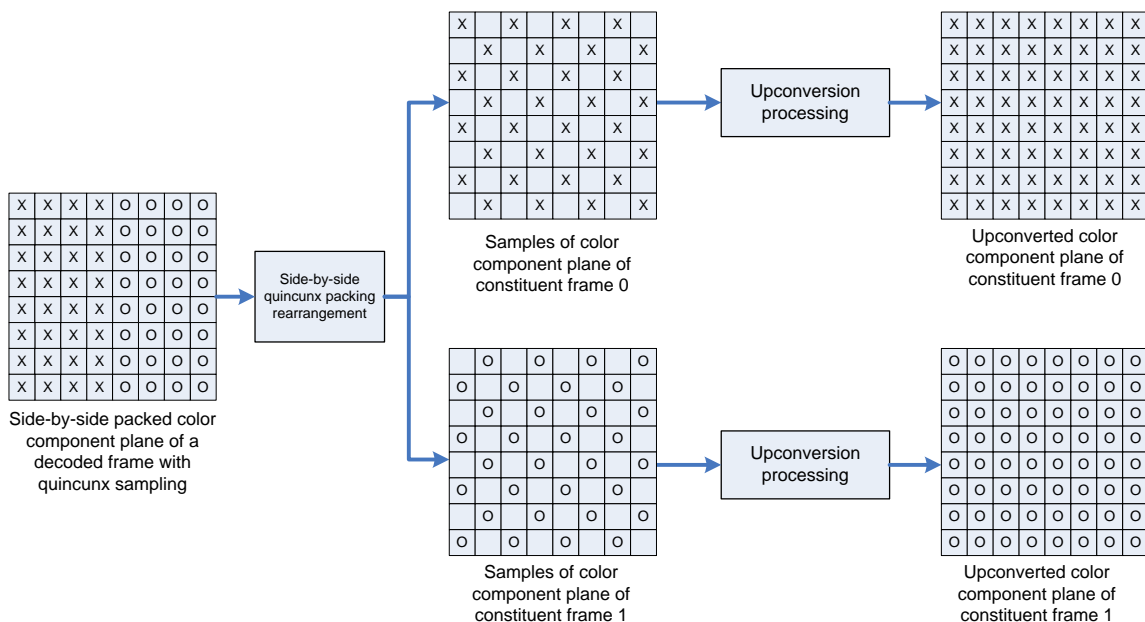 X X X X
X X X X
X X X X
X X X X
X X X X
X X X X
X X X X
X X X X
Upconversion
processing
X X X X X X X X
X X X X X X X X
X X X X X X X X
X X X X X X X X
X X X X X X X X
X X X X X X X X
X X X X X X X X
X X X X X X X X
Samples of color
component plane of
constituent frame 0
Upconverted color
component plane of
constituent frame 0
X X X X O O O O
X X X X O O O O
X X X X O O O O
X X X X O O O O
X X X X O O O O
X X X X O O O O
X X X X O O O O
X X X X O O O O
Side-by-side packed color
component plane of a
decoded frame with
quincunx sampling
Side-by-side
quincunx packing
rearrangement
O O O O
O O O O
O O O O
O O O O
O O O O
O O O O
O O O O
O O O O
Upconversion
processing
O O O O O O O O
O O O O O O O O
O O O O O O O O
O O O O O O O O
O O O O O O O O
O O O O O O O O
O O O O O O O O
O O O O O O O O
Samples of color
component plane of
constituent frame 1
Upconverted color
component plane of
constituent frame 1